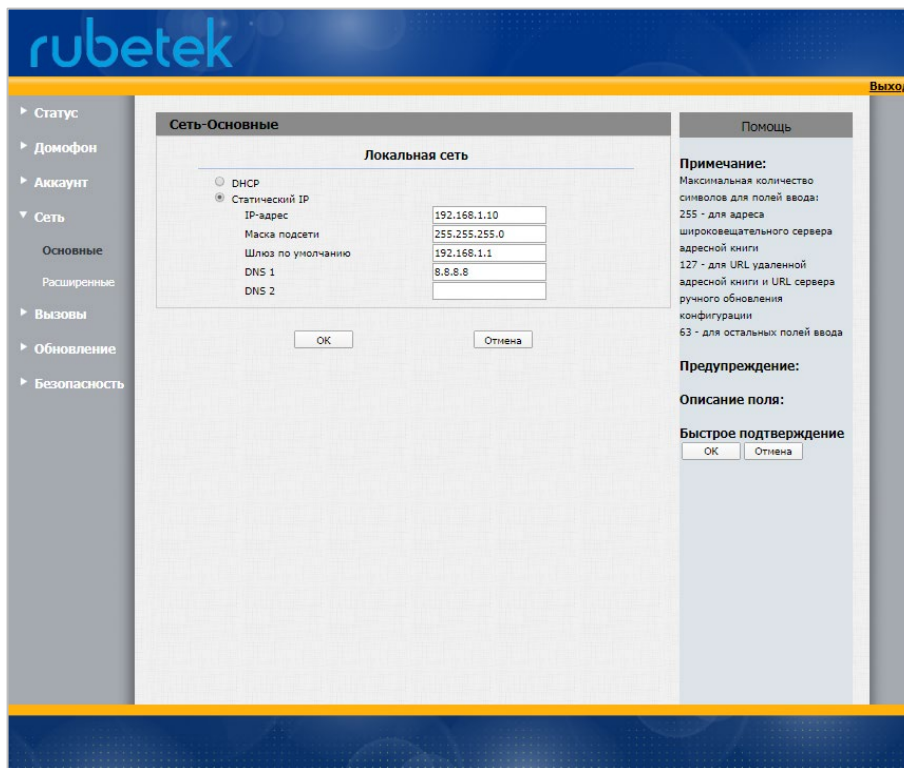 rubetek
Выход
Статус
Домофон
Аккаунт
Сеть
Основные
Расширенные
Вызовы
Обновление
Безопасность
Сеть-Основные
Локальная сеть
DHCP
Статический IP
IP-адрес 192.168.1.10
Маска подсети 255.255.255.0
Шлюз по умолчанию 192.168.1.1
DNS 1 8.8.8.8
DNS 2
OK Отмена
Помощь
Примечание:
Максимальная количество
символов для полей ввода:
255 - для адреса
широковещательного сервера
адресной книги
127 - для URL удаленной
адресной книги и URL сервера
ручного обновления
конфигурации
63 - для остальных полей ввода
Предупреждение:
Описание поля:
Быстрое подтверждение
OK Отмена